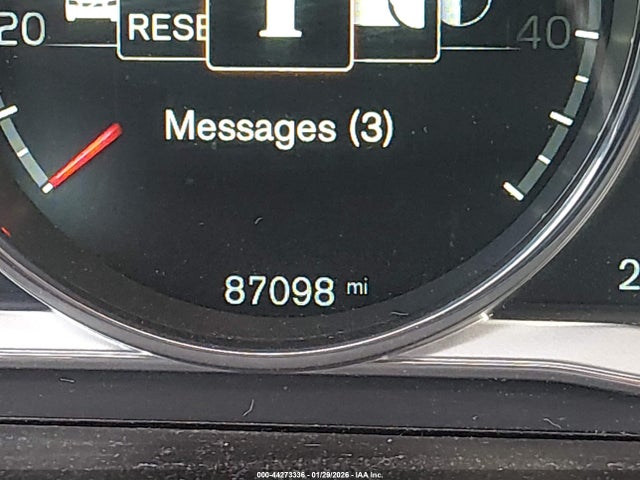 20
RESE
40
Messages (3)
87098 mi
2
000-44273336 - 01/29/2026 - IAA Inc.